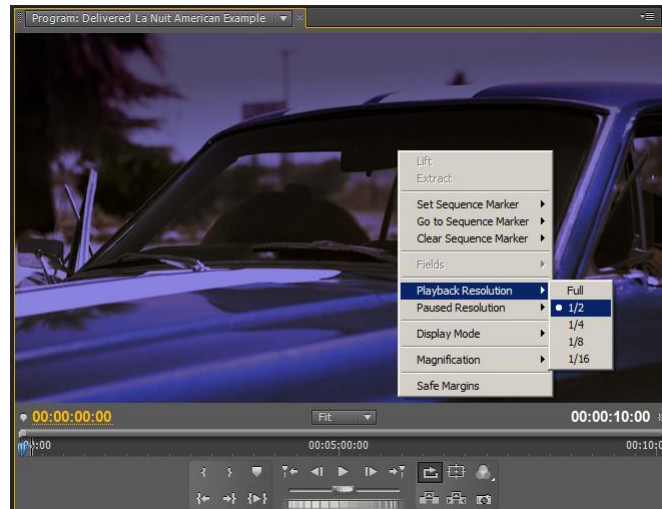 Program: Delivered La Nuit American Example
Lift
Extract
Set Sequence Marker
Go to Sequence Marker
Clear Sequence Marker
Fields
Playback Resolution
Paused Resolution
Display Mode
Magnification
Safe Margins
Full
1/2
1/4
1/8
1/16
00:00:00:00
Fit
00:00:10:00
00:05:00:00